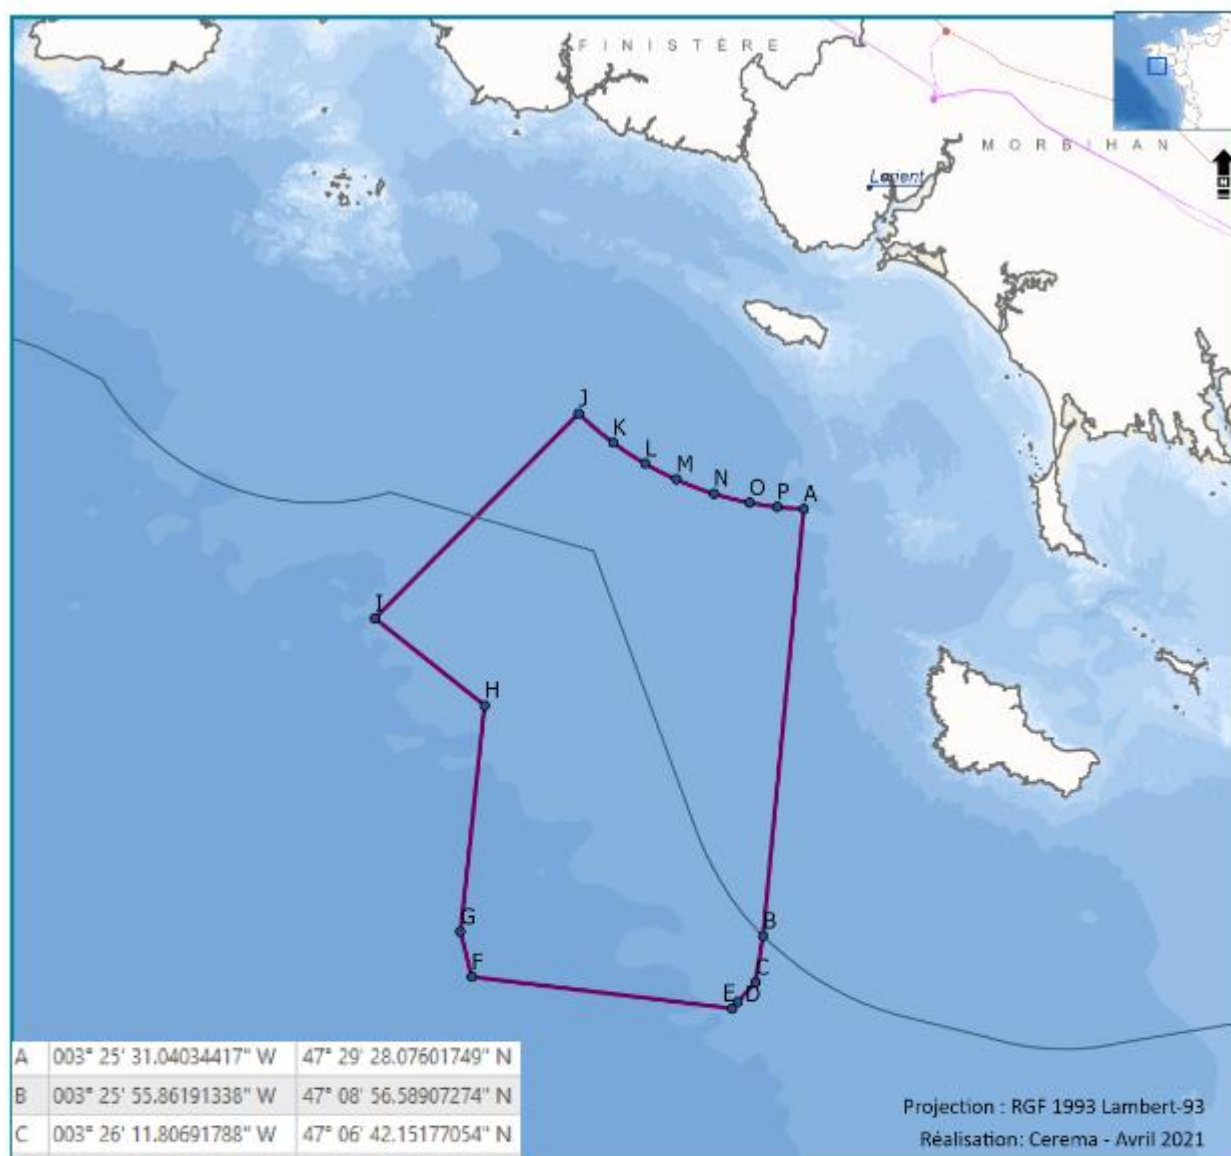 FINISTÈRE
MORBIHAN
Lorient
N
J
K
L
M
N
O
P
A
I
H
G
F
B
C
E
D
A 003° 25' 31.04034417" W 47° 29' 28.07601749" N
B 003° 25' 55.86191338" W 47° 08' 56.58907274" N
C 003° 26' 11.80691788" W 47° 06' 42.15177054" N
Projection : RGF 1993 Lambert-93
Réalisation: Cerema - Avril 2021